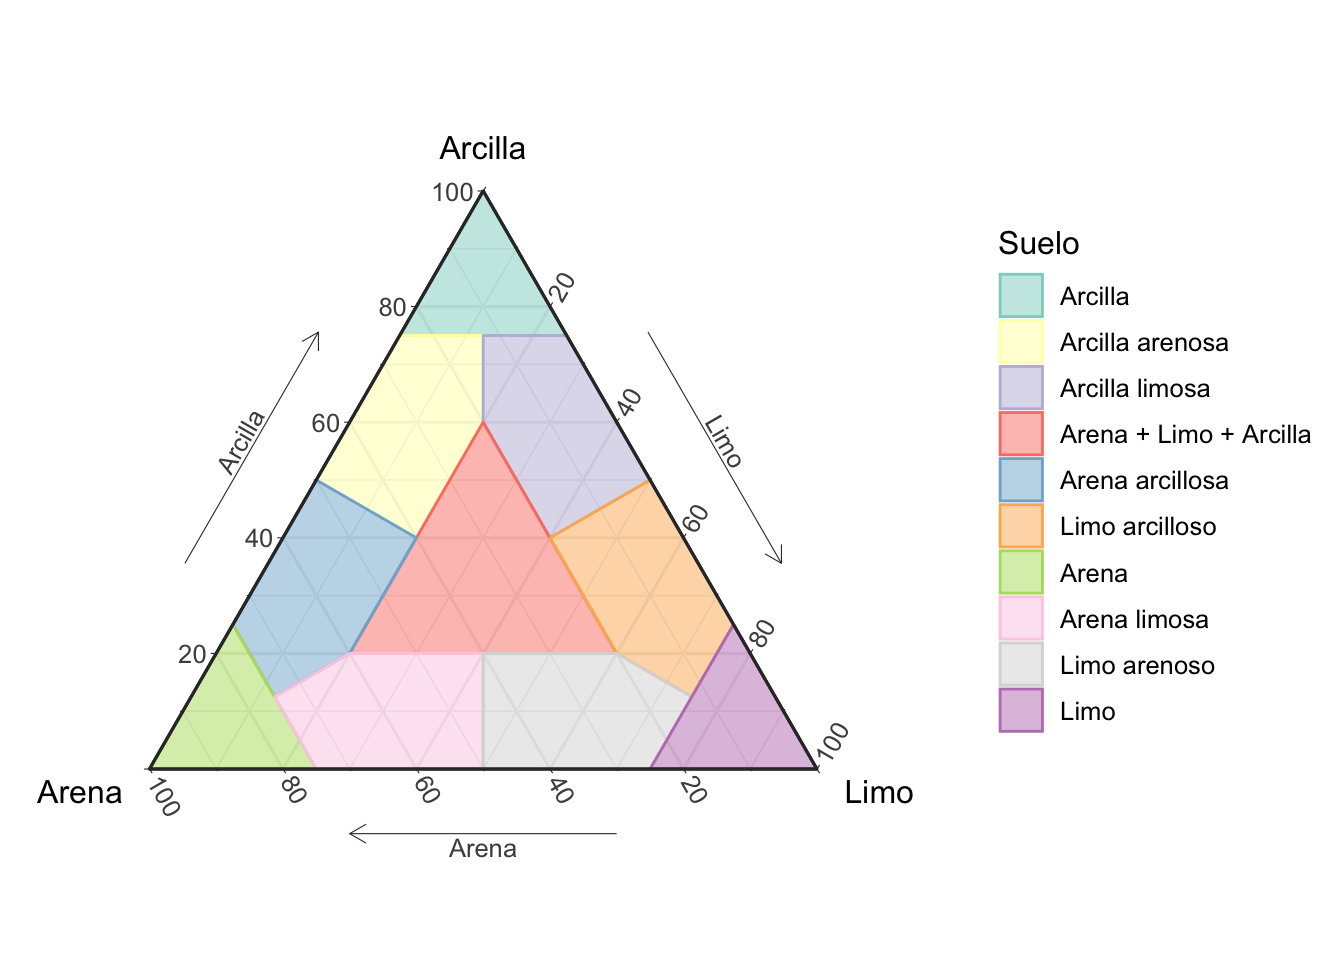 Arcilla
100
80
60
40
20
20
40
60
80
100
Arcilla
Limo
Arena
Limo
100
80
60
40
20
Arena
Suelo
Arcilla
Arcilla arenosa
Arcilla limosa
Arena + Limo + Arcilla
Arena arcillosa
Limo arcilloso
Arena
Arena limosa
Limo arenoso
Limo